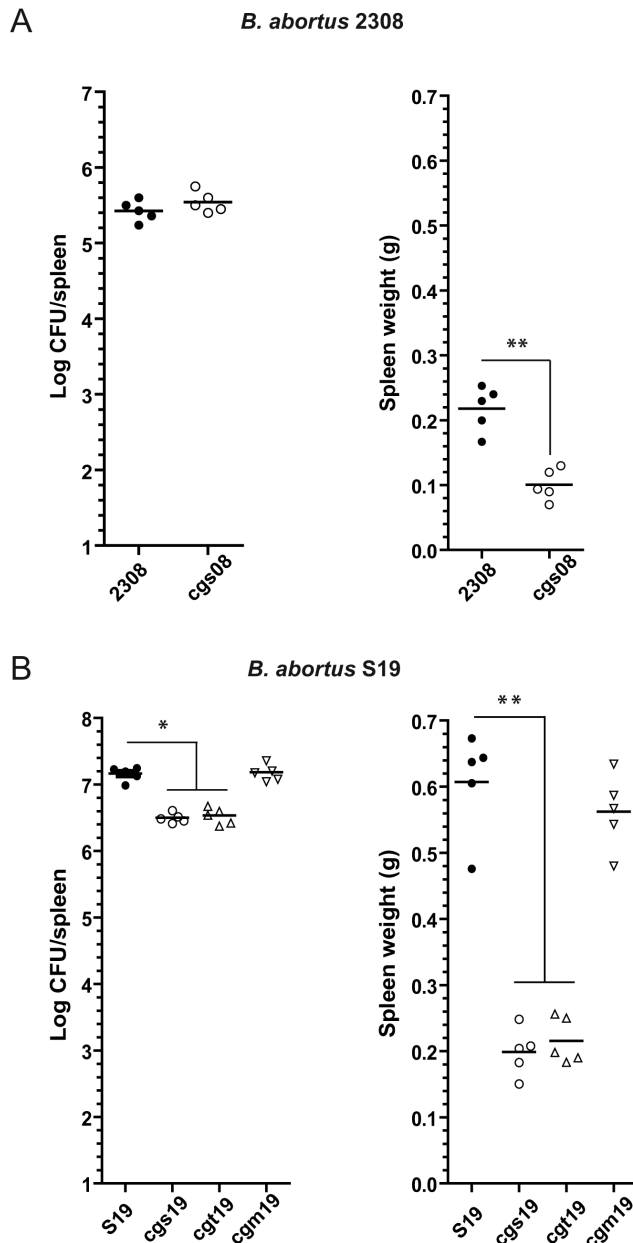 A
B. abortus 2308
7
6
5
4
3
2
1
Log CFU/spleen
2308
cgs08
0.7
0.6
0.5
0.4
0.3
0.2
0.1
0.0
Spleen weight (g)
**
2308
cgs08
B
B. abortus S19
8
7
6
5
4
3
2
1
Log CFU/spleen
*
S19
cgs19
cgt19
cgm19
0.7
0.6
0.5
0.4
0.3
0.2
0.1
0.0
Spleen weight (g)
**
S19
cgs19
cgt19
cgm19